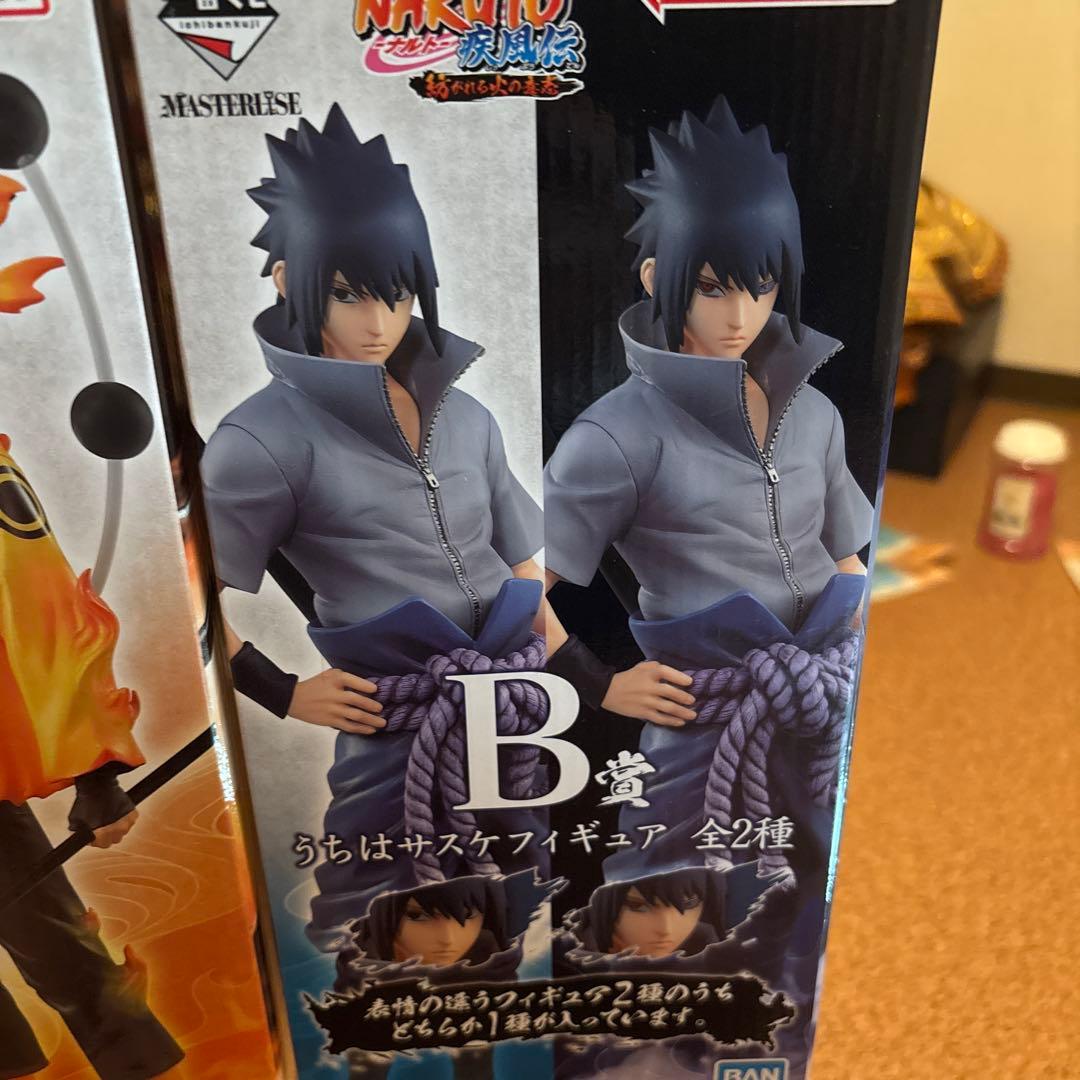 ichibankuji
NARUTO
ナルト
疾風伝
紡がれる火の意志
MASTERLISE
B賞
うちはサスケフィギュア 全2種
表情の違うフィギュア2種のうち
どちらか1種が入っています。
BAN